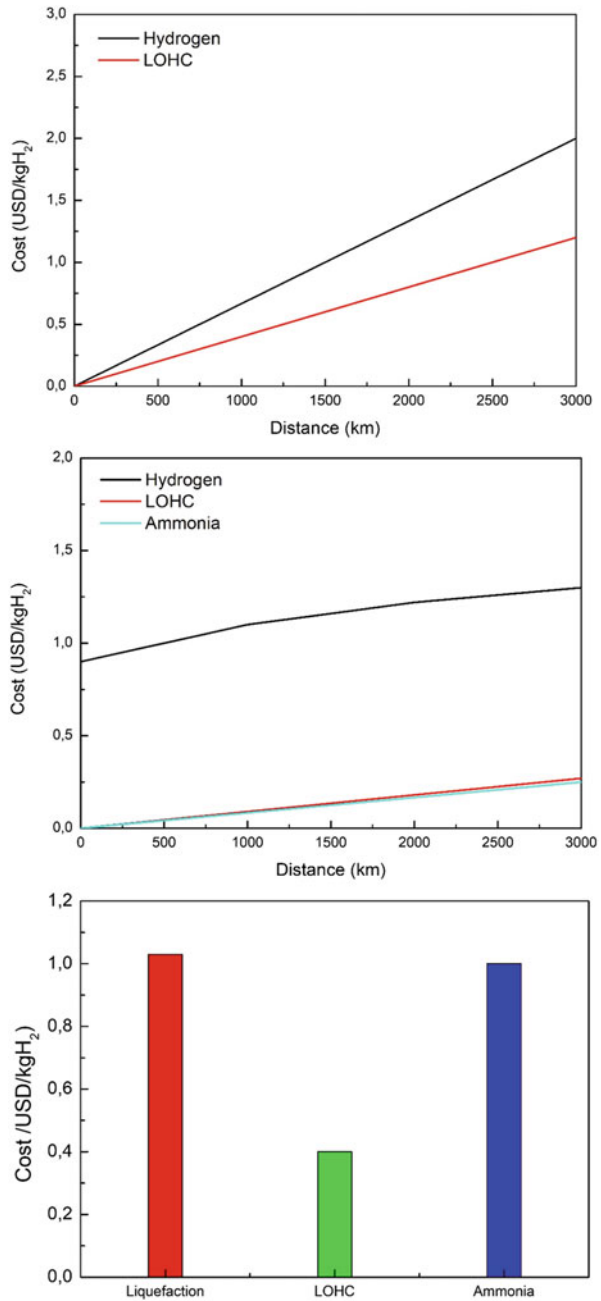 3,0
Hydrogen
LOHC
2,5
2,0
1,5
1,0
0,5
0,0
Cost (USD/kgH₂)
0 500 1000 1500 2000 2500 3000
Distance (km)
2,0
Hydrogen
LOHC
Ammonia
1,5
1,0
0,5
0,0
Cost (USD/kgH₂)
0 500 1000 1500 2000 2500 3000
Distance (km)
1,2
1,0
0,8
0,6
0,4
0,2
0,0
Cost /USD/kgH₂)
Liquefaction LOHC Ammonia